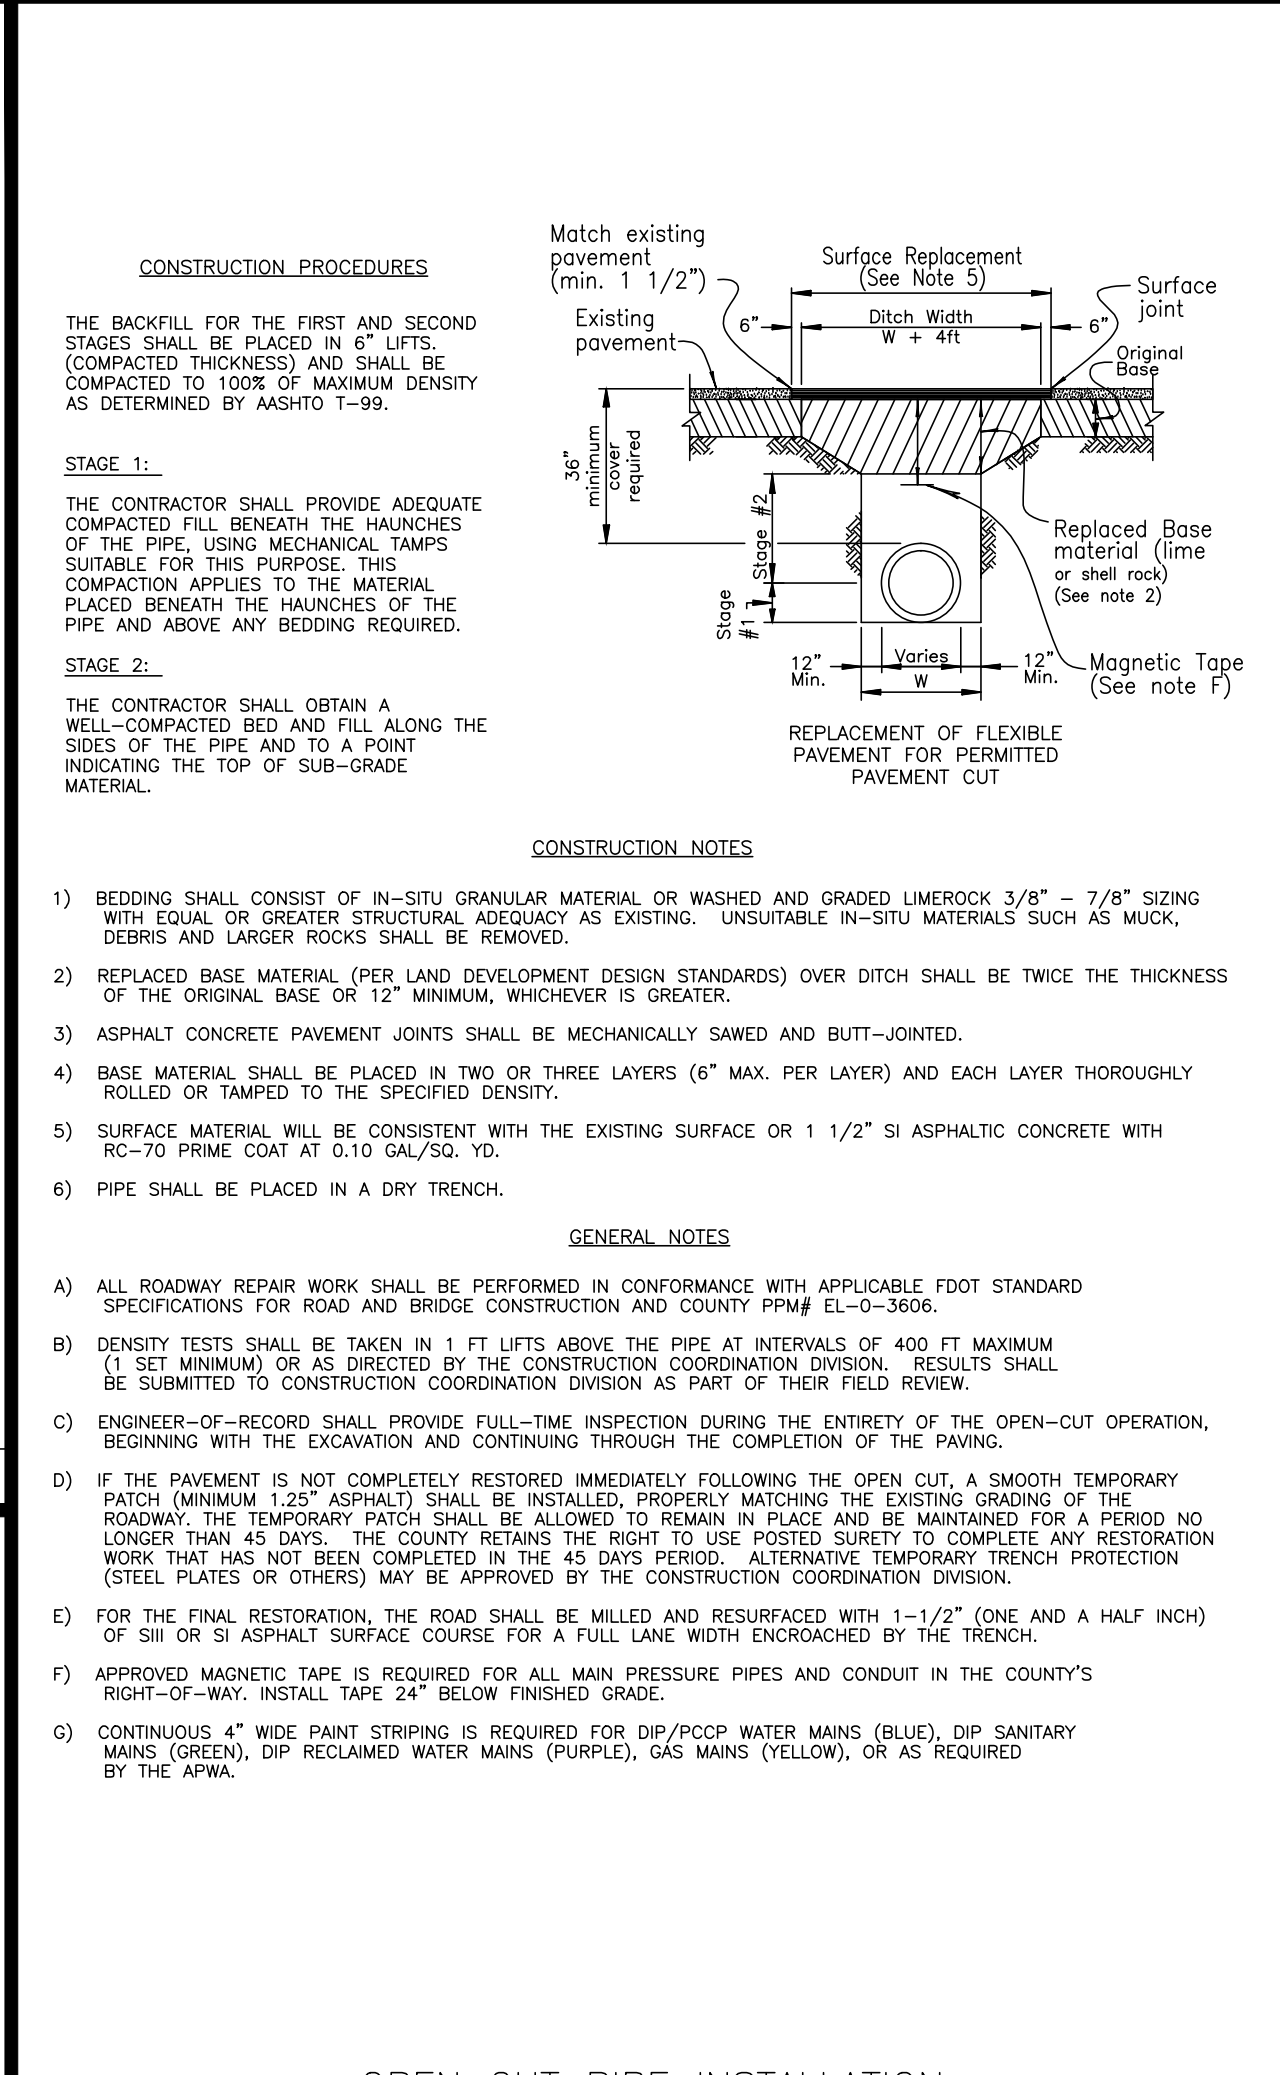 CONSTRUCTION PROCEDURES
THE BACKFILL FOR THE FIRST AND SECOND
STAGES SHALL BE PLACED IN 6" LIFTS.
(COMPACTED THICKNESS) AND SHALL BE
COMPACTED TO 100% OF MAXIMUM DENSITY
AS DETERMINED BY AASHTO T-99.
STAGE 1:
THE CONTRACTOR SHALL PROVIDE ADEQUATE
COMPACTED FILL BENEATH THE HAUNCHES
OF THE PIPE, USING MECHANICAL TAMPS
SUITABLE FOR THIS PURPOSE. THIS
COMPACTION APPLIES TO THE MATERIAL
PLACED BENEATH THE HAUNCHES OF THE
PIPE AND ABOVE ANY BEDDING REQUIRED.
STAGE 2:
THE CONTRACTOR SHALL OBTAIN A
WELL-COMPACTED BED AND FILL ALONG THE
SIDES OF THE PIPE AND TO A POINT
INDICATING THE TOP OF SUB-GRADE
MATERIAL.
Match existing
pavement
(min. 1 1/2")
Surface Replacement
(See Note 5)
Surface
joint
Existing
pavement
6"
Ditch Width
W + 4ft
6"
Original
Base
36"
minimum
cover
required
Stage #2
Stage
#1
Replaced Base
material (lime
or shell rock)
(See note 2)
12"
Min.
Varies
W
12"
Min.
Magnetic Tape
(See note F)
REPLACEMENT OF FLEXIBLE
PAVEMENT FOR PERMITTED
PAVEMENT CUT
CONSTRUCTION NOTES
1) BEDDING SHALL CONSIST OF IN-SITU GRANULAR MATERIAL OR WASHED AND GRADED LIMEROCK 3/8" - 7/8" SIZING
WITH EQUAL OR GREATER STRUCTURAL ADEQUACY AS EXISTING. UNSUITABLE IN-SITU MATERIALS SUCH AS MUCK,
DEBRIS AND LARGER ROCKS SHALL BE REMOVED.
2) REPLACED BASE MATERIAL (PER LAND DEVELOPMENT DESIGN STANDARDS) OVER DITCH SHALL BE TWICE THE THICKNESS
OF THE ORIGINAL BASE OR 12" MINIMUM, WHICHEVER IS GREATER.
3) ASPHALT CONCRETE PAVEMENT JOINTS SHALL BE MECHANICALLY SAWED AND BUTT-JOINTED.
4) BASE MATERIAL SHALL BE PLACED IN TWO OR THREE LAYERS (6" MAX. PER LAYER) AND EACH LAYER THOROUGHLY
ROLLED OR TAMPED TO THE SPECIFIED DENSITY.
5) SURFACE MATERIAL WILL BE CONSISTENT WITH THE EXISTING SURFACE OR 1 1/2" SI ASPHALTIC CONCRETE WITH
RC-70 PRIME COAT AT 0.10 GAL/SQ. YD.
6) PIPE SHALL BE PLACED IN A DRY TRENCH.
GENERAL NOTES
A) ALL ROADWAY REPAIR WORK SHALL BE PERFORMED IN CONFORMANCE WITH APPLICABLE FDOT STANDARD
SPECIFICATIONS FOR ROAD AND BRIDGE CONSTRUCTION AND COUNTY PPM# EL-0-3606.
B) DENSITY TESTS SHALL BE TAKEN IN 1 FT LIFTS ABOVE THE PIPE AT INTERVALS OF 400 FT MAXIMUM
(1 SET MINIMUM) OR AS DIRECTED BY THE CONSTRUCTION COORDINATION DIVISION. RESULTS SHALL
BE SUBMITTED TO CONSTRUCTION COORDINATION DIVISION AS PART OF THEIR FIELD REVIEW.
C) ENGINEER-OF-RECORD SHALL PROVIDE FULL-TIME INSPECTION DURING THE ENTIRETY OF THE OPEN-CUT OPERATION,
BEGINNING WITH THE EXCAVATION AND CONTINUING THROUGH THE COMPLETION OF THE PAVING.
D) IF THE PAVEMENT IS NOT COMPLETELY RESTORED IMMEDIATELY FOLLOWING THE OPEN CUT, A SMOOTH TEMPORARY
PATCH (MINIMUM 1.25" ASPHALT) SHALL BE INSTALLED, PROPERLY MATCHING THE EXISTING GRADING OF THE
ROADWAY. THE TEMPORARY PATCH SHALL BE ALLOWED TO REMAIN IN PLACE AND BE MAINTAINED FOR A PERIOD NO
LONGER THAN 45 DAYS. THE COUNTY RETAINS THE RIGHT TO USE POSTED SURETY TO COMPLETE ANY RESTORATION
WORK THAT HAS NOT BEEN COMPLETED IN THE 45 DAYS PERIOD. ALTERNATIVE TEMPORARY TRENCH PROTECTION
(STEEL PLATES OR OTHERS) MAY BE APPROVED BY THE CONSTRUCTION COORDINATION DIVISION.
E) FOR THE FINAL RESTORATION, THE ROAD SHALL BE MILLED AND RESURFACED WITH 1-1/2" (ONE AND A HALF INCH)
OF SIII OR SI ASPHALT SURFACE COURSE FOR A FULL LANE WIDTH ENCROACHED BY THE TRENCH.
F) APPROVED MAGNETIC TAPE IS REQUIRED FOR ALL MAIN PRESSURE PIPES AND CONDUIT IN THE COUNTY'S
RIGHT-OF-WAY. INSTALL TAPE 24" BELOW FINISHED GRADE.
G) CONTINUOUS 4" WIDE PAINT STRIPING IS REQUIRED FOR DIP/PCCP WATER MAINS (BLUE), DIP SANITARY
MAINS (GREEN), DIP RECLAIMED WATER MAINS (PURPLE), GAS MAINS (YELLOW), OR AS REQUIRED
BY THE APWA.
OPEN CUT PIPE INSTALLATION